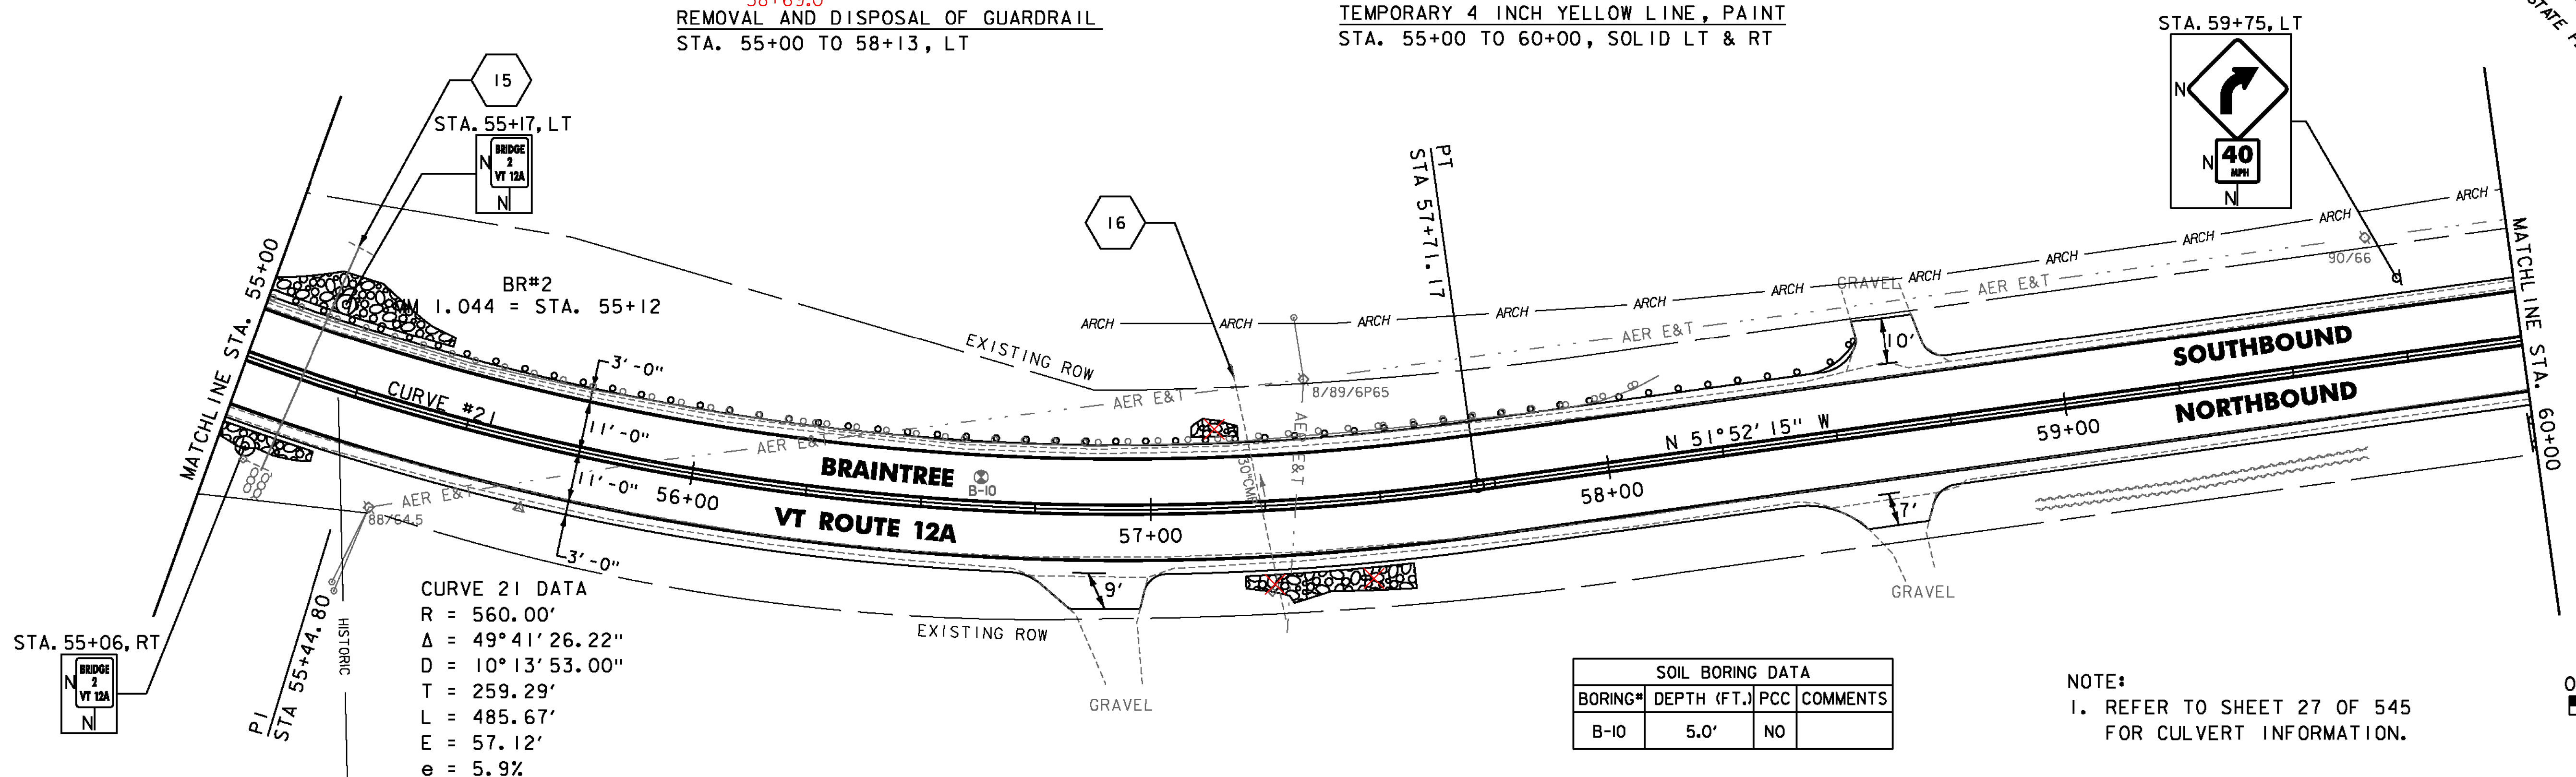 58+69.0
REMOVAL AND DISPOSAL OF GUARDRAIL
STA. 55+00 TO 58+13, LT
TEMPORARY 4 INCH YELLOW LINE, PAINT
STA. 55+00 TO 60+00, SOLID LT & RT
STATE
STA. 59+75, LT
N
40
MPH
N
N
15
STA. 55+17, LT
BRIDGE
2
VT 12A
N
N
16
PT
STA 57+71.17
MATCHLINE STA. 55+00
BR#2
MM 1.044 = STA. 55+12
EXISTING ROW
ARCH
ARCH
ARCH
ARCH
ARCH
ARCH
ARCH
ARCH
ARCH
ARCH
ARCH
GRAVEL
AER E&T
90/66
AER E&T
AER E&T
8/89/6P65
AER E&T
AER E&T
AER E&T
88/64.5
30"CMP
3'-0"
11'-0"
11'-0"
3'-0"
CURVE #21
56+00
BRAINTREE
B-10
VT ROUTE 12A
57+00
N 51°52'15" W
58+00
59+00
10'
7'
9'
SOUTHBOUND
NORTHBOUND
MATCHLINE STA. 60+00
GRAVEL
GRAVEL
EXISTING ROW
HISTORIC
PI
STA 55+44.80
STA. 55+06, RT
BRIDGE
2
VT 12A
N
N
CURVE 21 DATA
R = 560.00'
Δ = 49°41'26.22"
D = 10°13'53.00"
T = 259.29'
L = 485.67'
E = 57.12'
e = 5.9%
SOIL BORING DATA
BORING# DEPTH (FT.) PCC COMMENTS
B-10 5.0' NO
NOTE:
1. REFER TO SHEET 27 OF 545
FOR CULVERT INFORMATION.